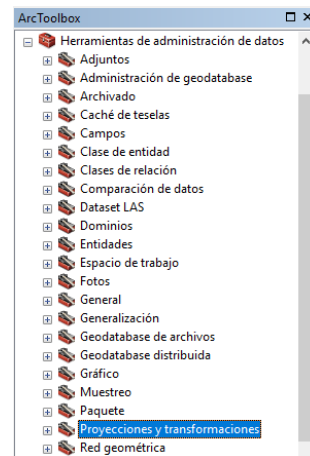 ArcToolbox
Herramientas de administración de datos
Adjuntos
Administración de geodatabase
Archivado
Caché de teselas
Campos
Clase de entidad
Clases de relación
Comparación de datos
Dataset LAS
Dominios
Entidades
Espacio de trabajo
Fotos
General
Generalización
Geodatabase de archivos
Geodatabase distribuida
Gráfico
Muestreo
Paquete
Proyecciones y transformaciones
Red geométrica